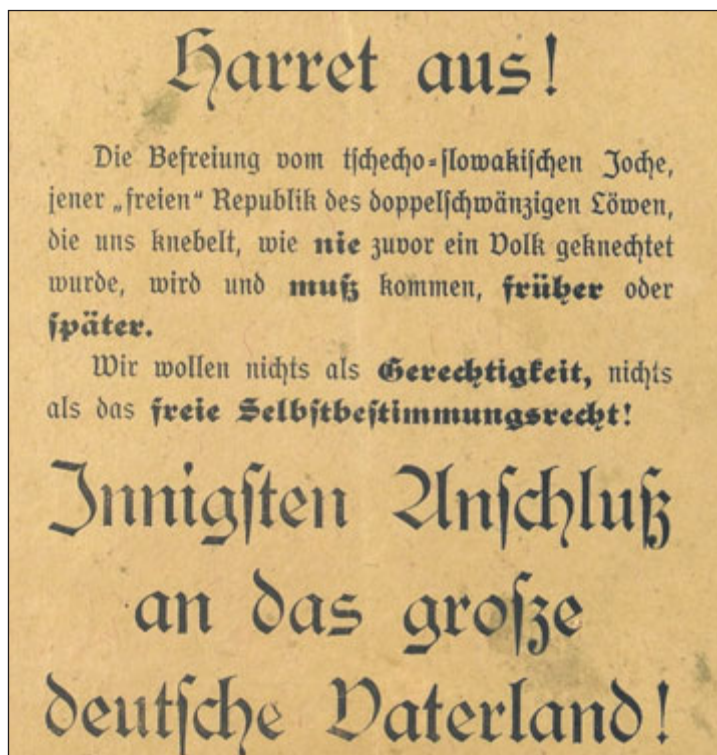 Harret aus!
Die Befreiung vom tschecho-slowakischen Joche,
jener „freien“ Republik des doppelschwänzigen Löwen,
die uns knebelt, wie nie zuvor ein Volk geknechtet
wurde, wird und muß kommen, früher oder
später.
Wir wollen nichts als Gerechtigkeit, nichts
als das freie Selbstbestimmungsrecht!
Innigsten Anschluß
an das große
deutsche Vaterland!